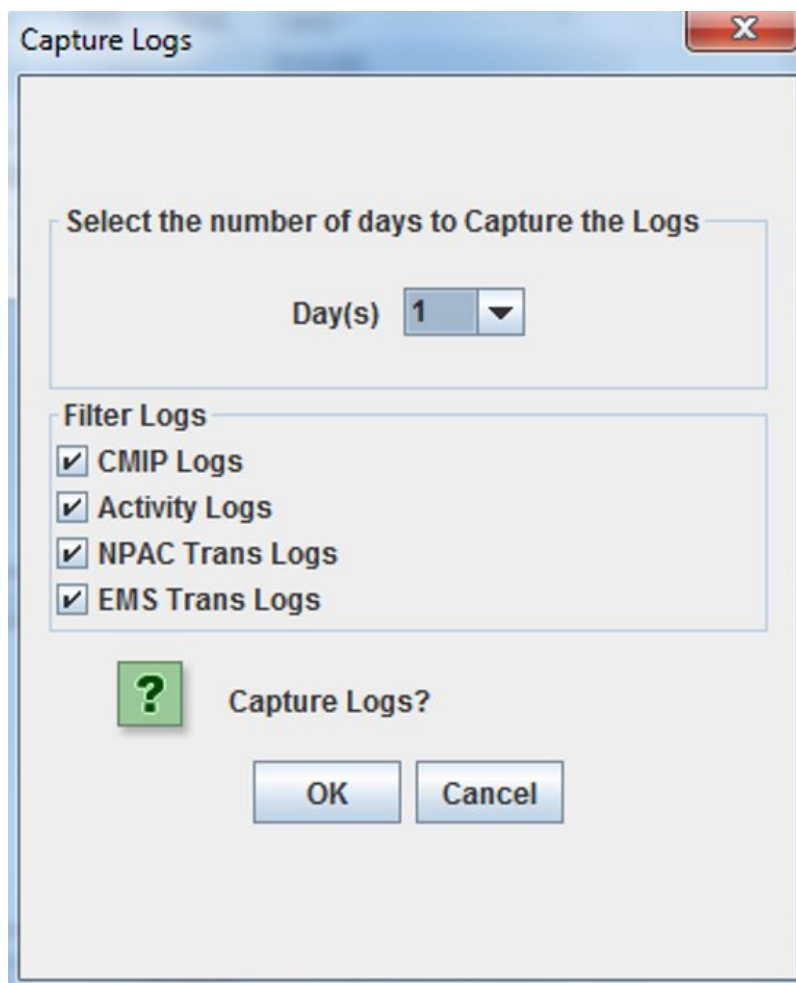 Capture Logs
Select the number of days to Capture the Logs
Day(s) 1
Filter Logs
CMIP Logs
Activity Logs
NPAC Trans Logs
EMS Trans Logs
? Capture Logs?
OK Cancel